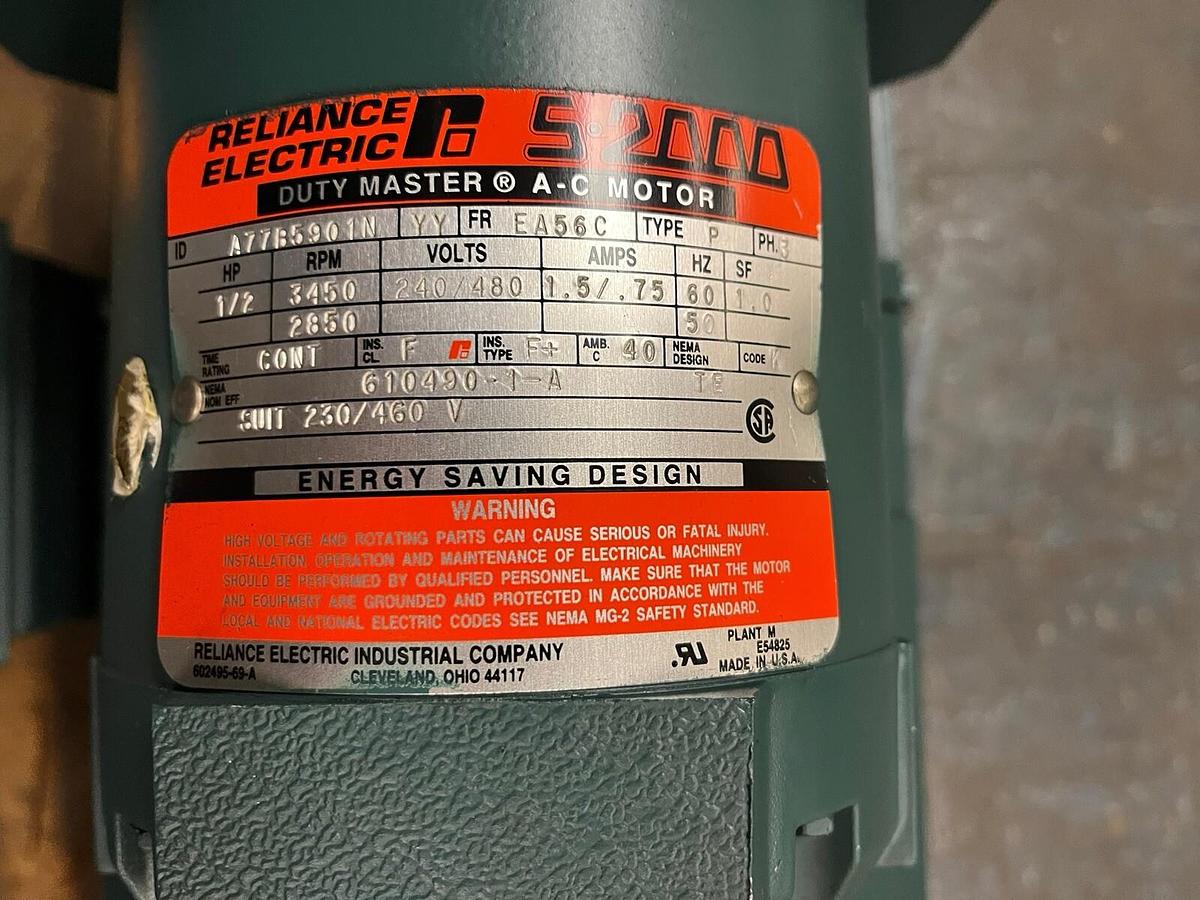 RELIANCE ELECTRIC S-2000
DUTY MASTER ® A-C MOTOR
ID A77B5901N YY FR EA56C TYPE P PH. 3
HP RPM VOLTS AMPS HZ SF
1/2 3450 240/480 1.5/.75 60 1.0
2850 50
TIME RATING CONT INS. CL F INS. TYPE F+ AMB. C 40 NEMA DESIGN CODE K
NEMA NOM EFF 610490-1-A TE
SUIT 230/460 V SA
ENERGY SAVING DESIGN
WARNING
HIGH VOLTAGE AND ROTATING PARTS CAN CAUSE SERIOUS OR FATAL INJURY.
INSTALLATION, OPERATION AND MAINTENANCE OF ELECTRICAL MACHINERY
SHOULD BE PERFORMED BY QUALIFIED PERSONNEL. MAKE SURE THAT THE MOTOR
AND EQUIPMENT ARE GROUNDED AND PROTECTED IN ACCORDANCE WITH THE
LOCAL AND NATIONAL ELECTRIC CODES SEE NEMA MG-2 SAFETY STANDARD.
RELIANCE ELECTRIC INDUSTRIAL COMPANY
602495-69-A CLEVELAND, OHIO 44117
PLANT M
E54825
MADE IN U.S.A.